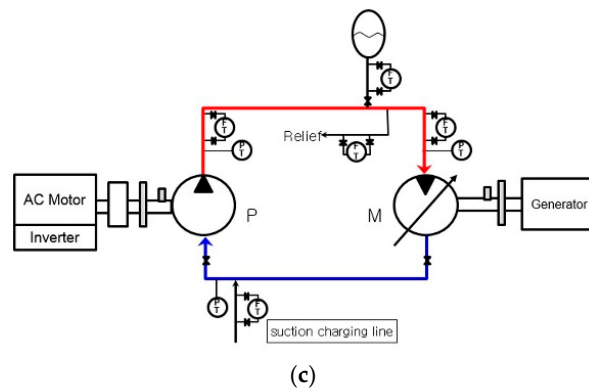 F
T
F
T
P
T
Relief
F
T
F
T
P
T
AC Motor
Inverter
P
M
Generator
P
T
F
T
suction charging line
(c)